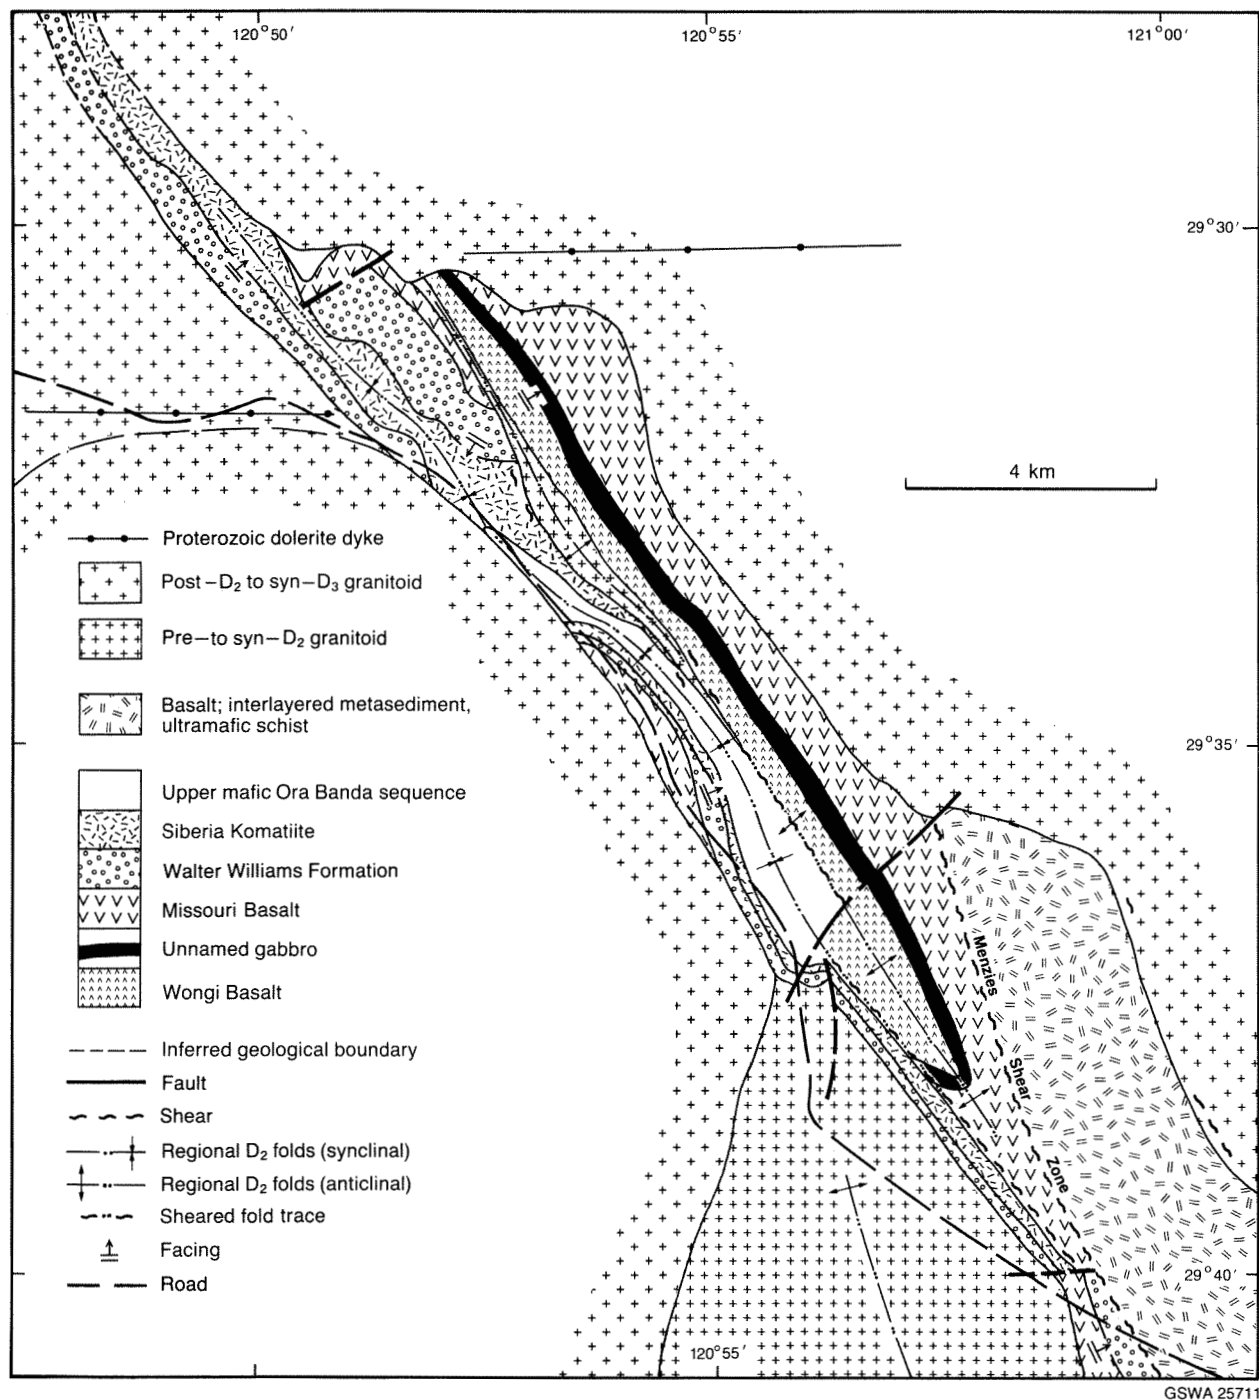 120°50′
120°55′
121°00′
29°30′
4 km
Proterozoic dolerite dyke
Post–D₂ to syn–D₃ granitoid
Pre–to syn–D₂ granitoid
Basalt; interlayered metasediment,
ultramafic schist
29°35′
Upper mafic Ora Banda sequence
Siberia Komatiite
Walter Williams Formation
Missouri Basalt
Unnamed gabbro
Wongi Basalt
Menzies
Shear
Zone
Inferred geological boundary
Fault
Shear
Regional D₂ folds (synclinal)
Regional D₂ folds (anticlinal)
Sheared fold trace
Facing
Road
29°40′
120°55′
GSWA 25711